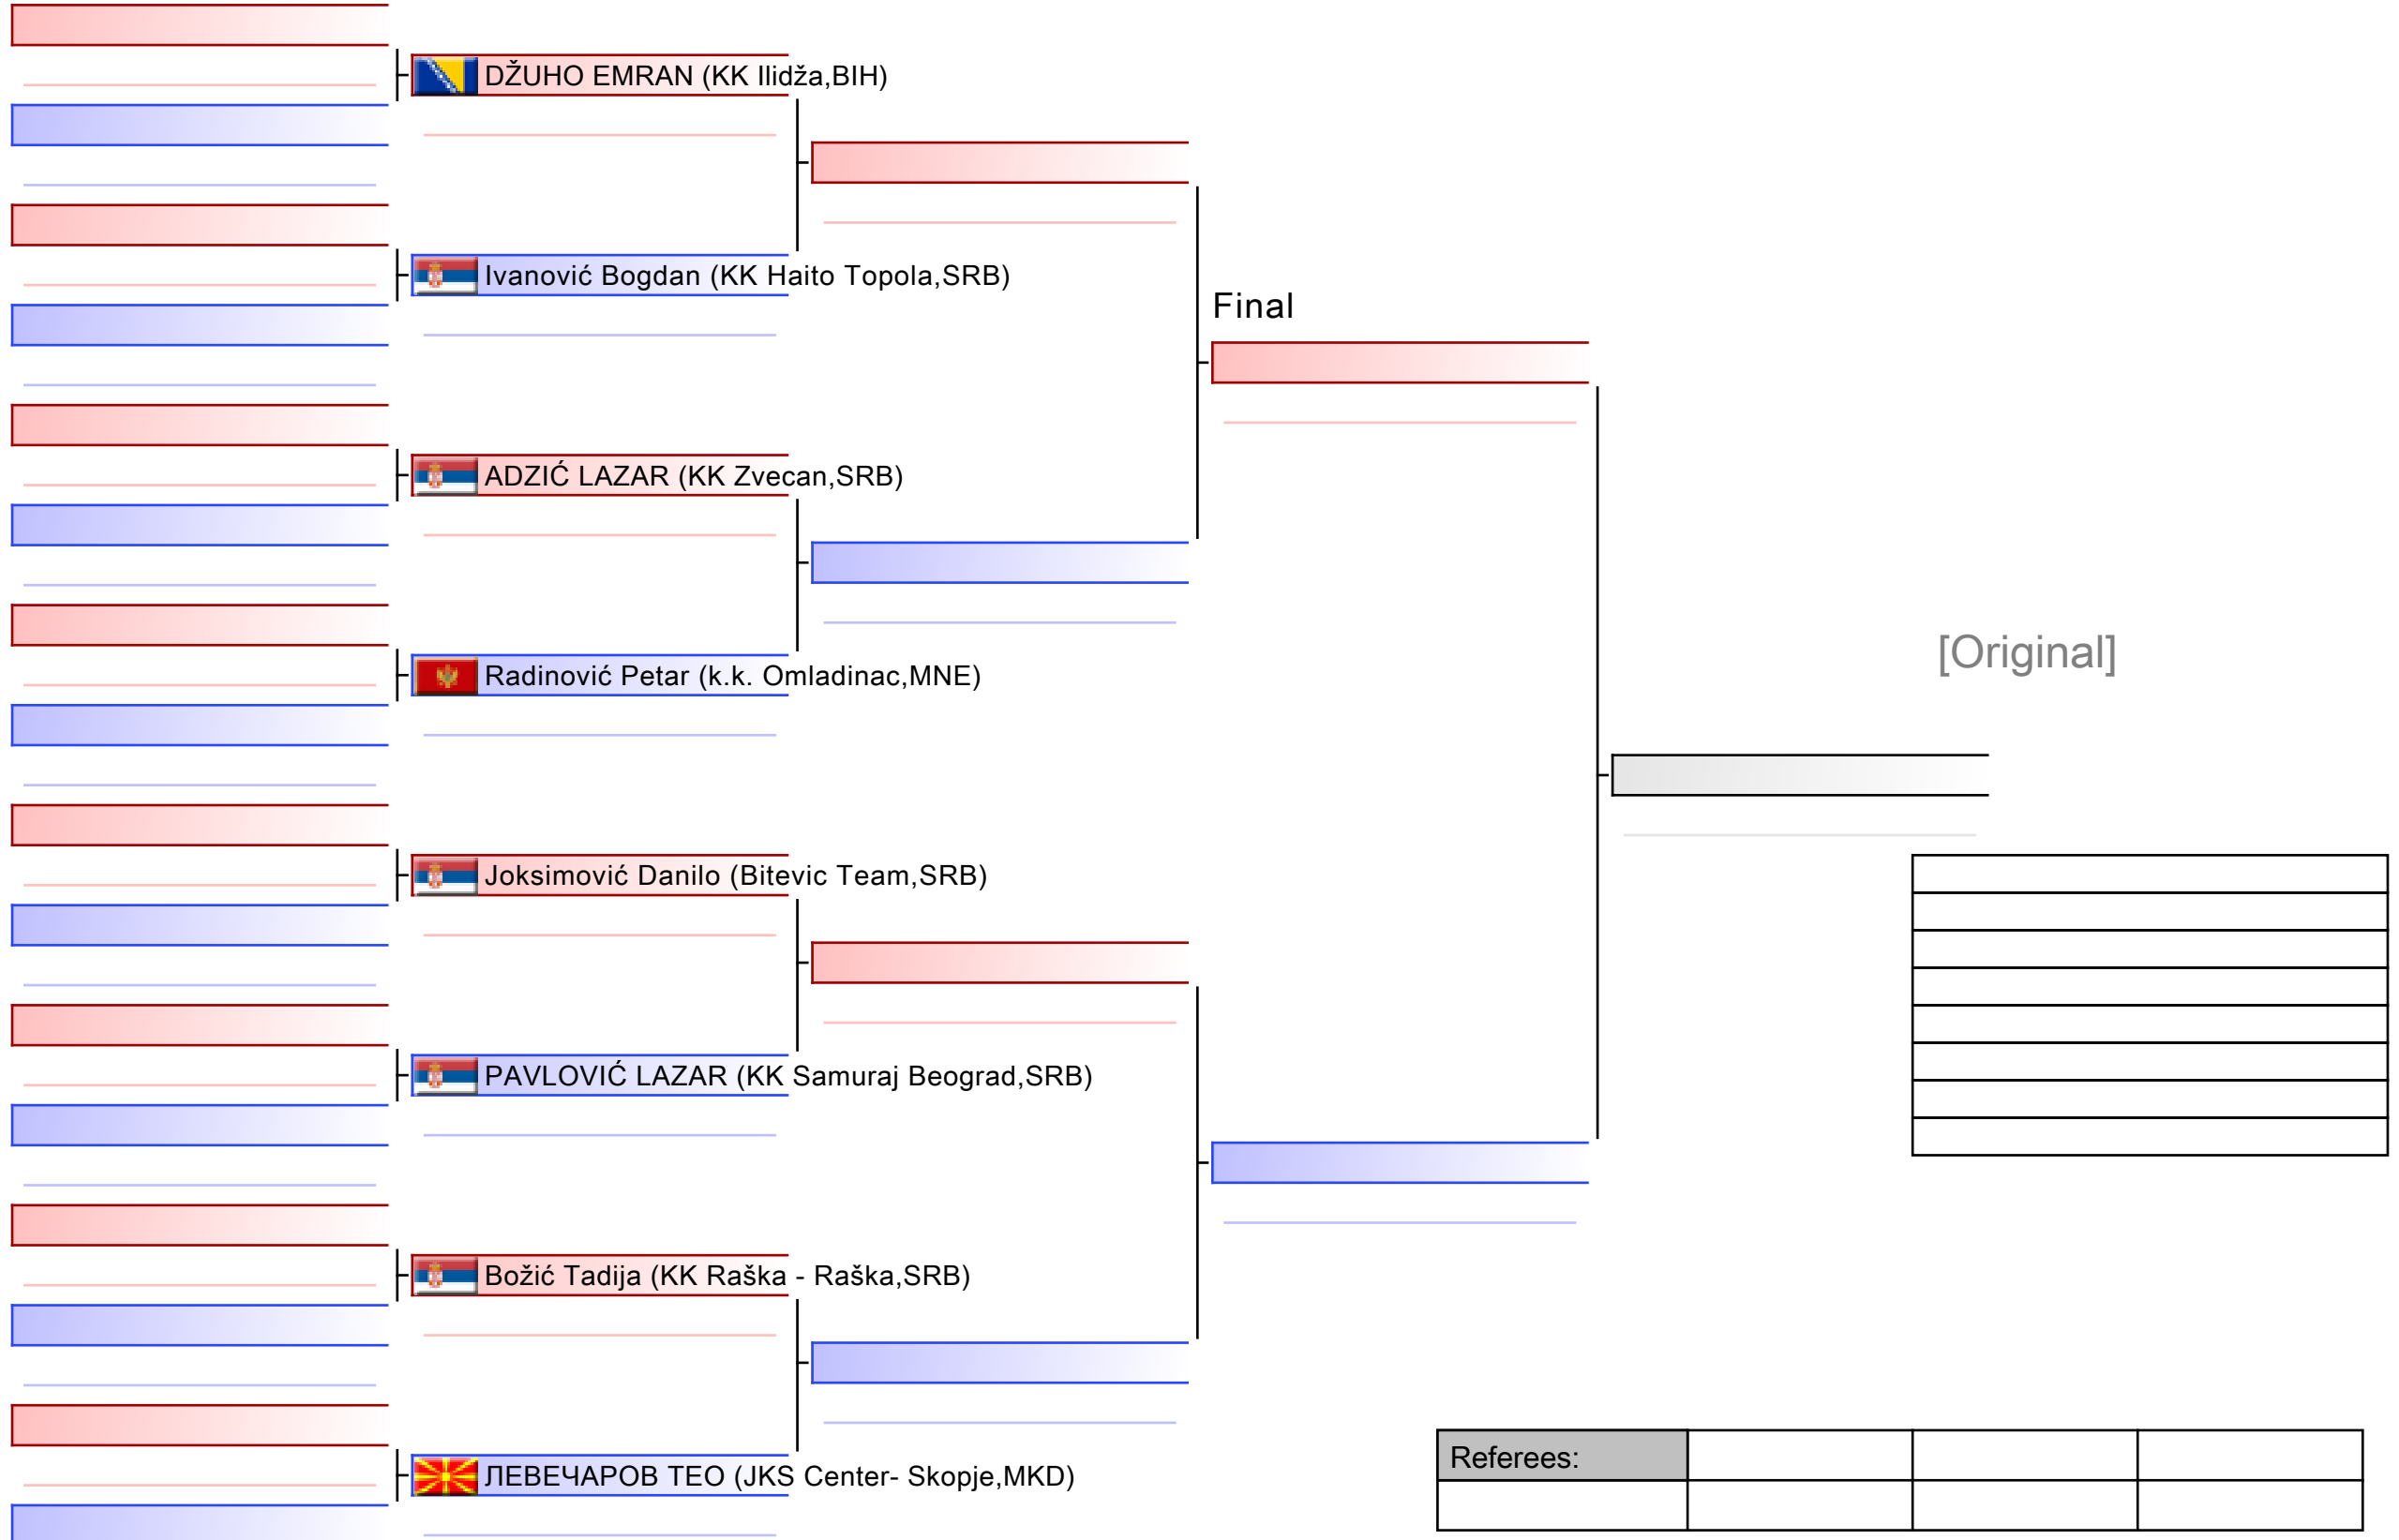 DŽUHO EMRAN (KK Ilidža,BIH)
Ivanović Bogdan (KK Haito Topola,SRB)
Final
ADZIĆ LAZAR (KK Zvecan,SRB)
[Original]
Radinović Petar (k.k. Omladinac,MNE)
Joksimović Danilo (Bitevic Team,SRB)
PAVLOVIĆ LAZAR (KK Samuraj Beograd,SRB)
Božić Tadija (KK Raška - Raška,SRB)
Referees:
ЛЕВЕЧАРОВ ТЕО (JKS Center- Skopje,MKD)